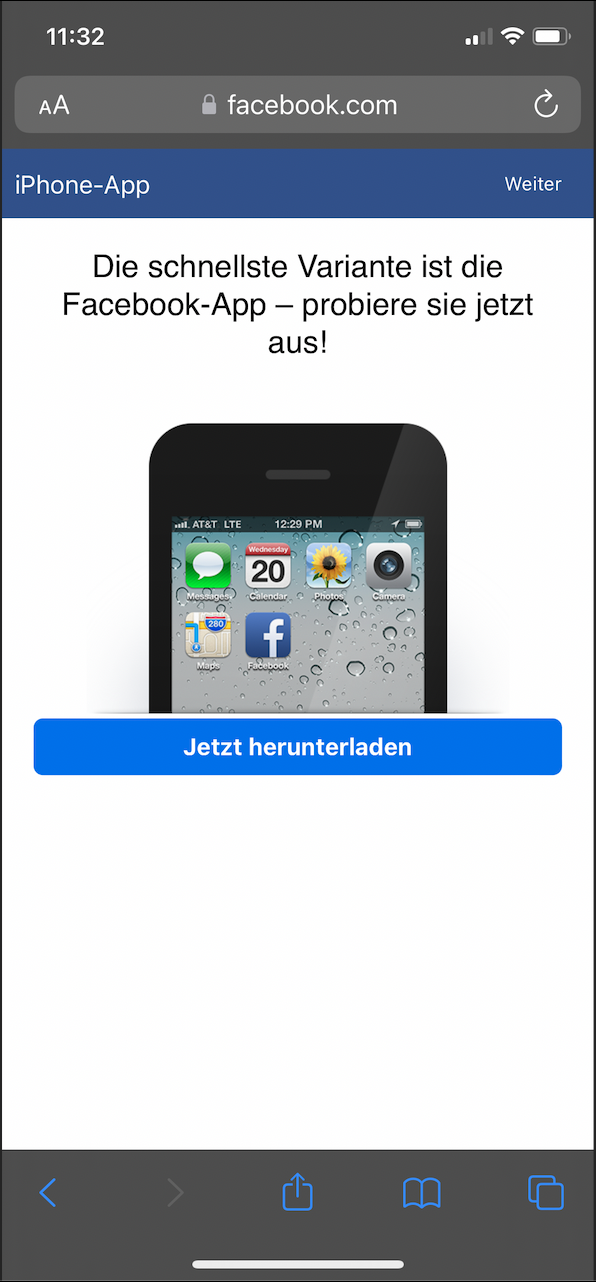 11:32
AA facebook.com
iPhone-App Weiter
Die schnellste Variante ist die
Facebook-App – probiere sie jetzt
aus!
AT&T LTE 12:29 PM
Wednesday
20
280
Messages Calendar Photos Camera
Maps Facebook
Jetzt herunterladen